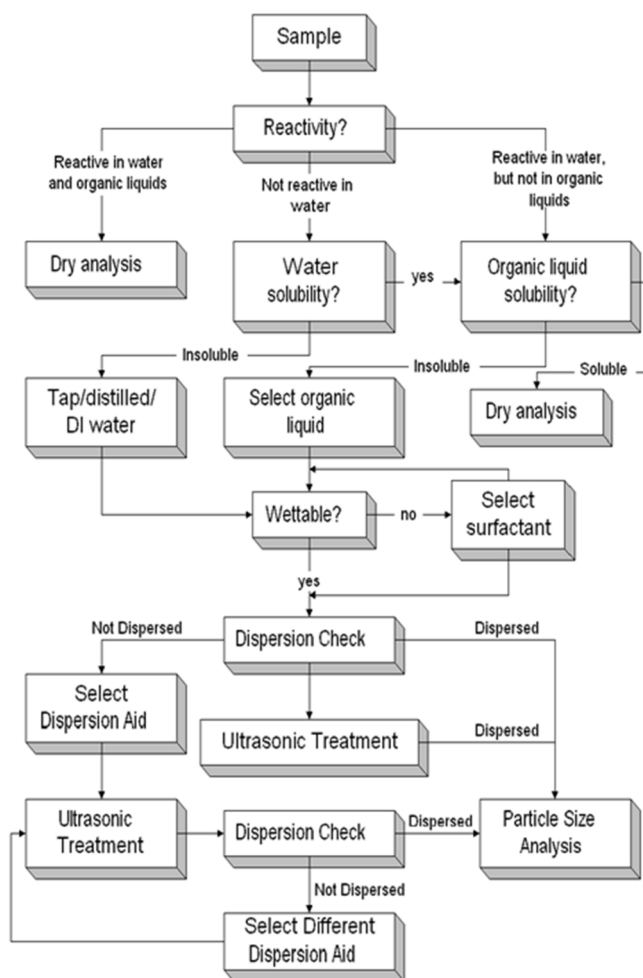 Sample
Reactivity?
Reactive in water
and organic liquids
Not reactive in
water
Reactive in water,
but not in organic
liquids
Dry analysis
Water
solubility?
yes
Organic liquid
solubility?
Insoluble
Insoluble
Soluble
Tap/distilled/
DI water
Select organic
liquid
Dry analysis
Wettable?
no
Select
surfactant
yes
Not Dispersed
Dispersion Check
Dispersed
Select
Dispersion Aid
Ultrasonic Treatment
Dispersed
Ultrasonic
Treatment
Dispersion Check
Dispersed
Particle Size
Analysis
Not Dispersed
Select Different
Dispersion Aid